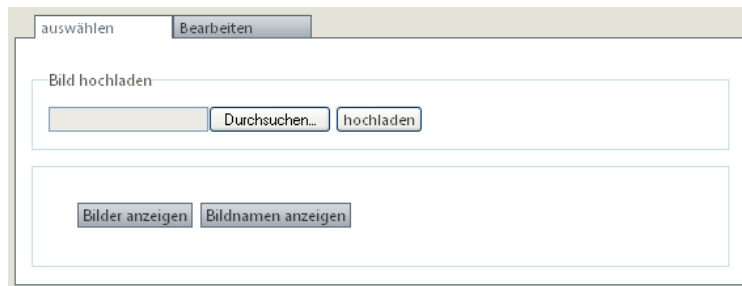 auswählen Bearbeiten
Bild hochladen
Durchsuchen... hochladen
Bilder anzeigen Bildnamen anzeigen